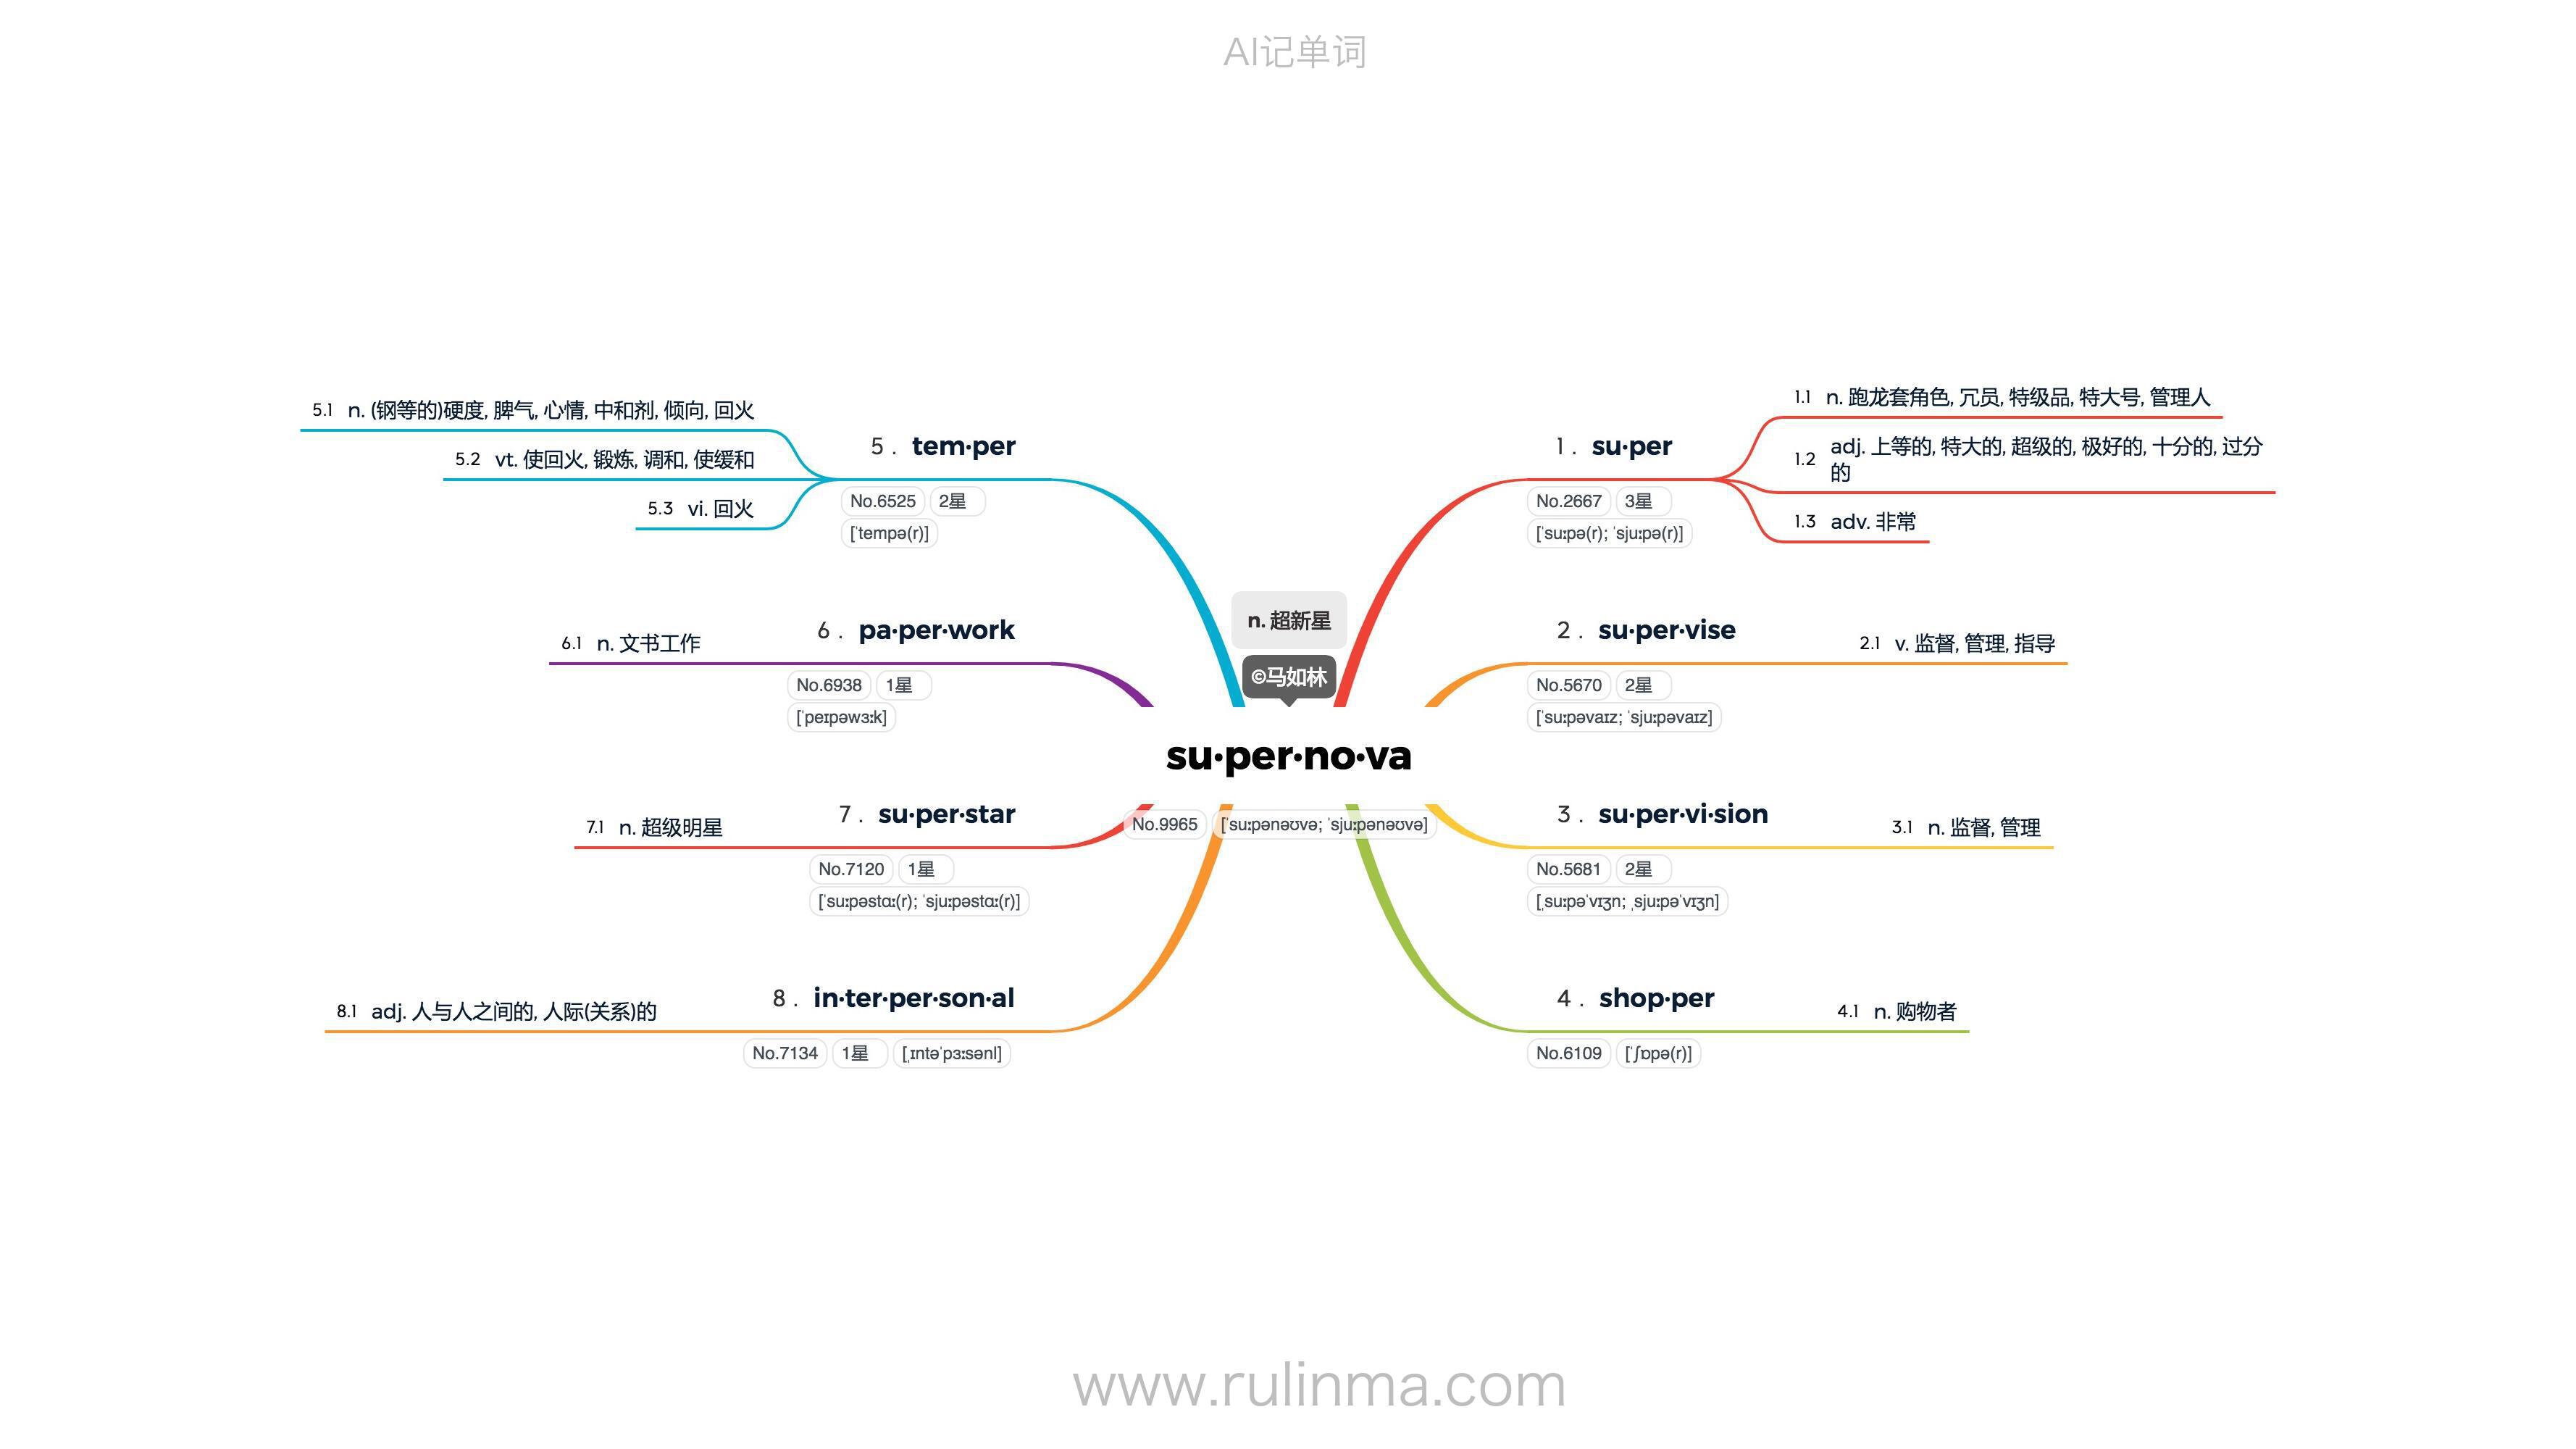 AI记单词
n. 超新星
©马如林
su·per·no·va
No.9965 [ˈsuːpənəʊvə; ˈsjuːpənəʊvə]
1 . su·per
No.2667 3星
[ˈsuːpə(r); ˈsjuːpə(r)]
1.1 n. 跑龙套角色, 冗员, 特级品, 特大号, 管理人
1.2 adj. 上等的, 特大的, 超级的, 极好的, 十分的, 过分
的
1.3 adv. 非常
2 . su·per·vise
No.5670 2星
[ˈsuːpəvaɪz; ˈsjuːpəvaɪz]
2.1 v. 监督, 管理, 指导
3 . su·per·vi·sion
No.5681 2星
[ˌsuːpəˈvɪʒn; ˌsjuːpəˈvɪʒn]
3.1 n. 监督, 管理
4 . shop·per
No.6109 [ˈʃɒpə(r)]
4.1 n. 购物者
5 . tem·per
No.6525 2星
[ˈtempə(r)]
5.1 n. (钢等的)硬度, 脾气, 心情, 中和剂, 倾向, 回火
5.2 vt. 使回火, 锻炼, 调和, 使缓和
5.3 vi. 回火
6 . pa·per·work
No.6938 1星
[ˈpeɪpəwɜːk]
6.1 n. 文书工作
7 . su·per·star
No.7120 1星
[ˈsuːpəstɑː(r); ˈsjuːpəstɑː(r)]
7.1 n. 超级明星
8 . in·ter·per·son·al
No.7134 1星 [ˌɪntəˈpɜːsənl]
8.1 adj. 人与人之间的, 人际(关系)的
www.rulinma.com